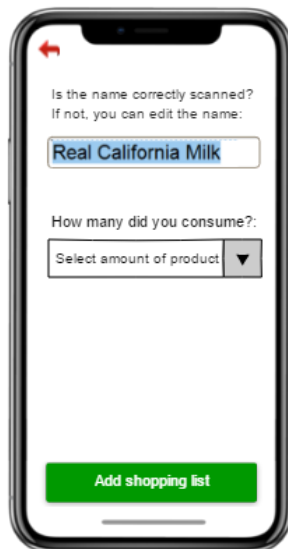 Is the name correctly scanned?
If not, you can edit the name:
Real California Milk
How many did you consume?:
Select amount of product
Add shopping list